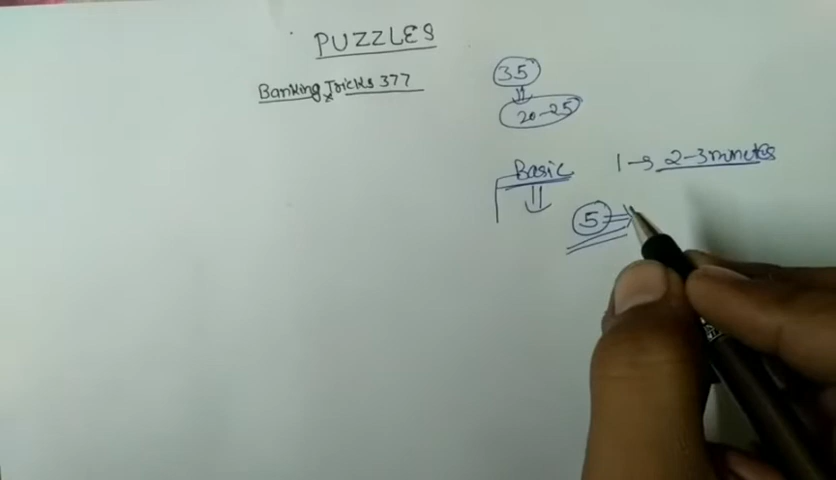 PUZZLES
Banking Tricks 377
35
20-25
Basic
1 → 2-3 minutes
5 ⇒